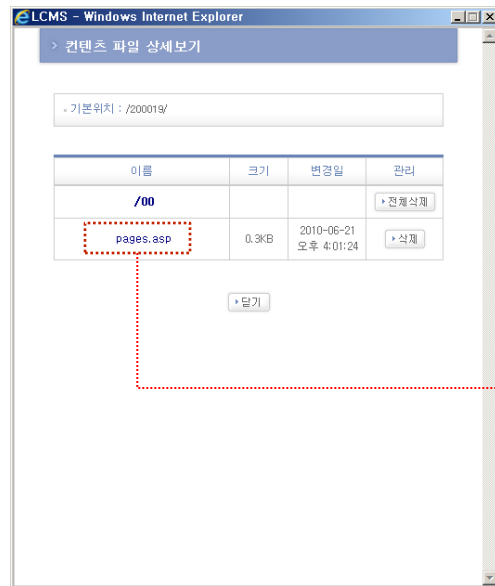 LCMS - Windows Internet Explorer
컨텐츠 파일 상세보기
기본위치 : /200019/
이름 크기 변경일 관리
/00 전체삭제
pages.asp 0.3KB 2010-06-21 오후 4:01:24 삭제
닫기